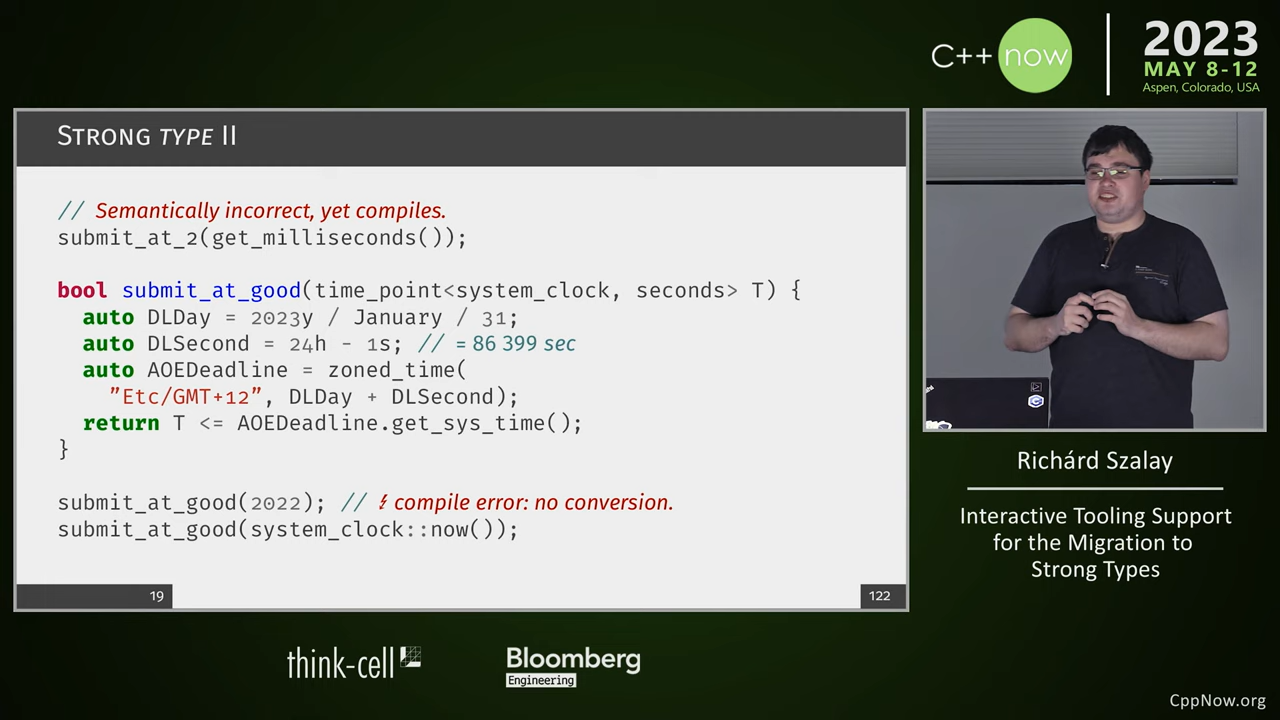 C++ now
2023
MAY 8-12
Aspen, Colorado, USA
STRONG TYPE II
// Semantically incorrect, yet compiles.
submit_at_2(get_milliseconds());
bool submit_at_good(time_point<system_clock, seconds> T) {
auto DLDay = 2023y / January / 31;
auto DLSecond = 24h - 1s; // = 86 399 sec
auto AOEDeadline = zoned_time(
”Etc/GMT+12”, DLDay + DLSecond);
return T <= AOEDeadline.get_sys_time();
}
submit_at_good(2022); // ⚡ compile error: no conversion.
submit_at_good(system_clock::now());
19
122
Richárd Szalay
Interactive Tooling Support
for the Migration to
Strong Types
think-cell
Bloomberg
Engineering
CppNow.org